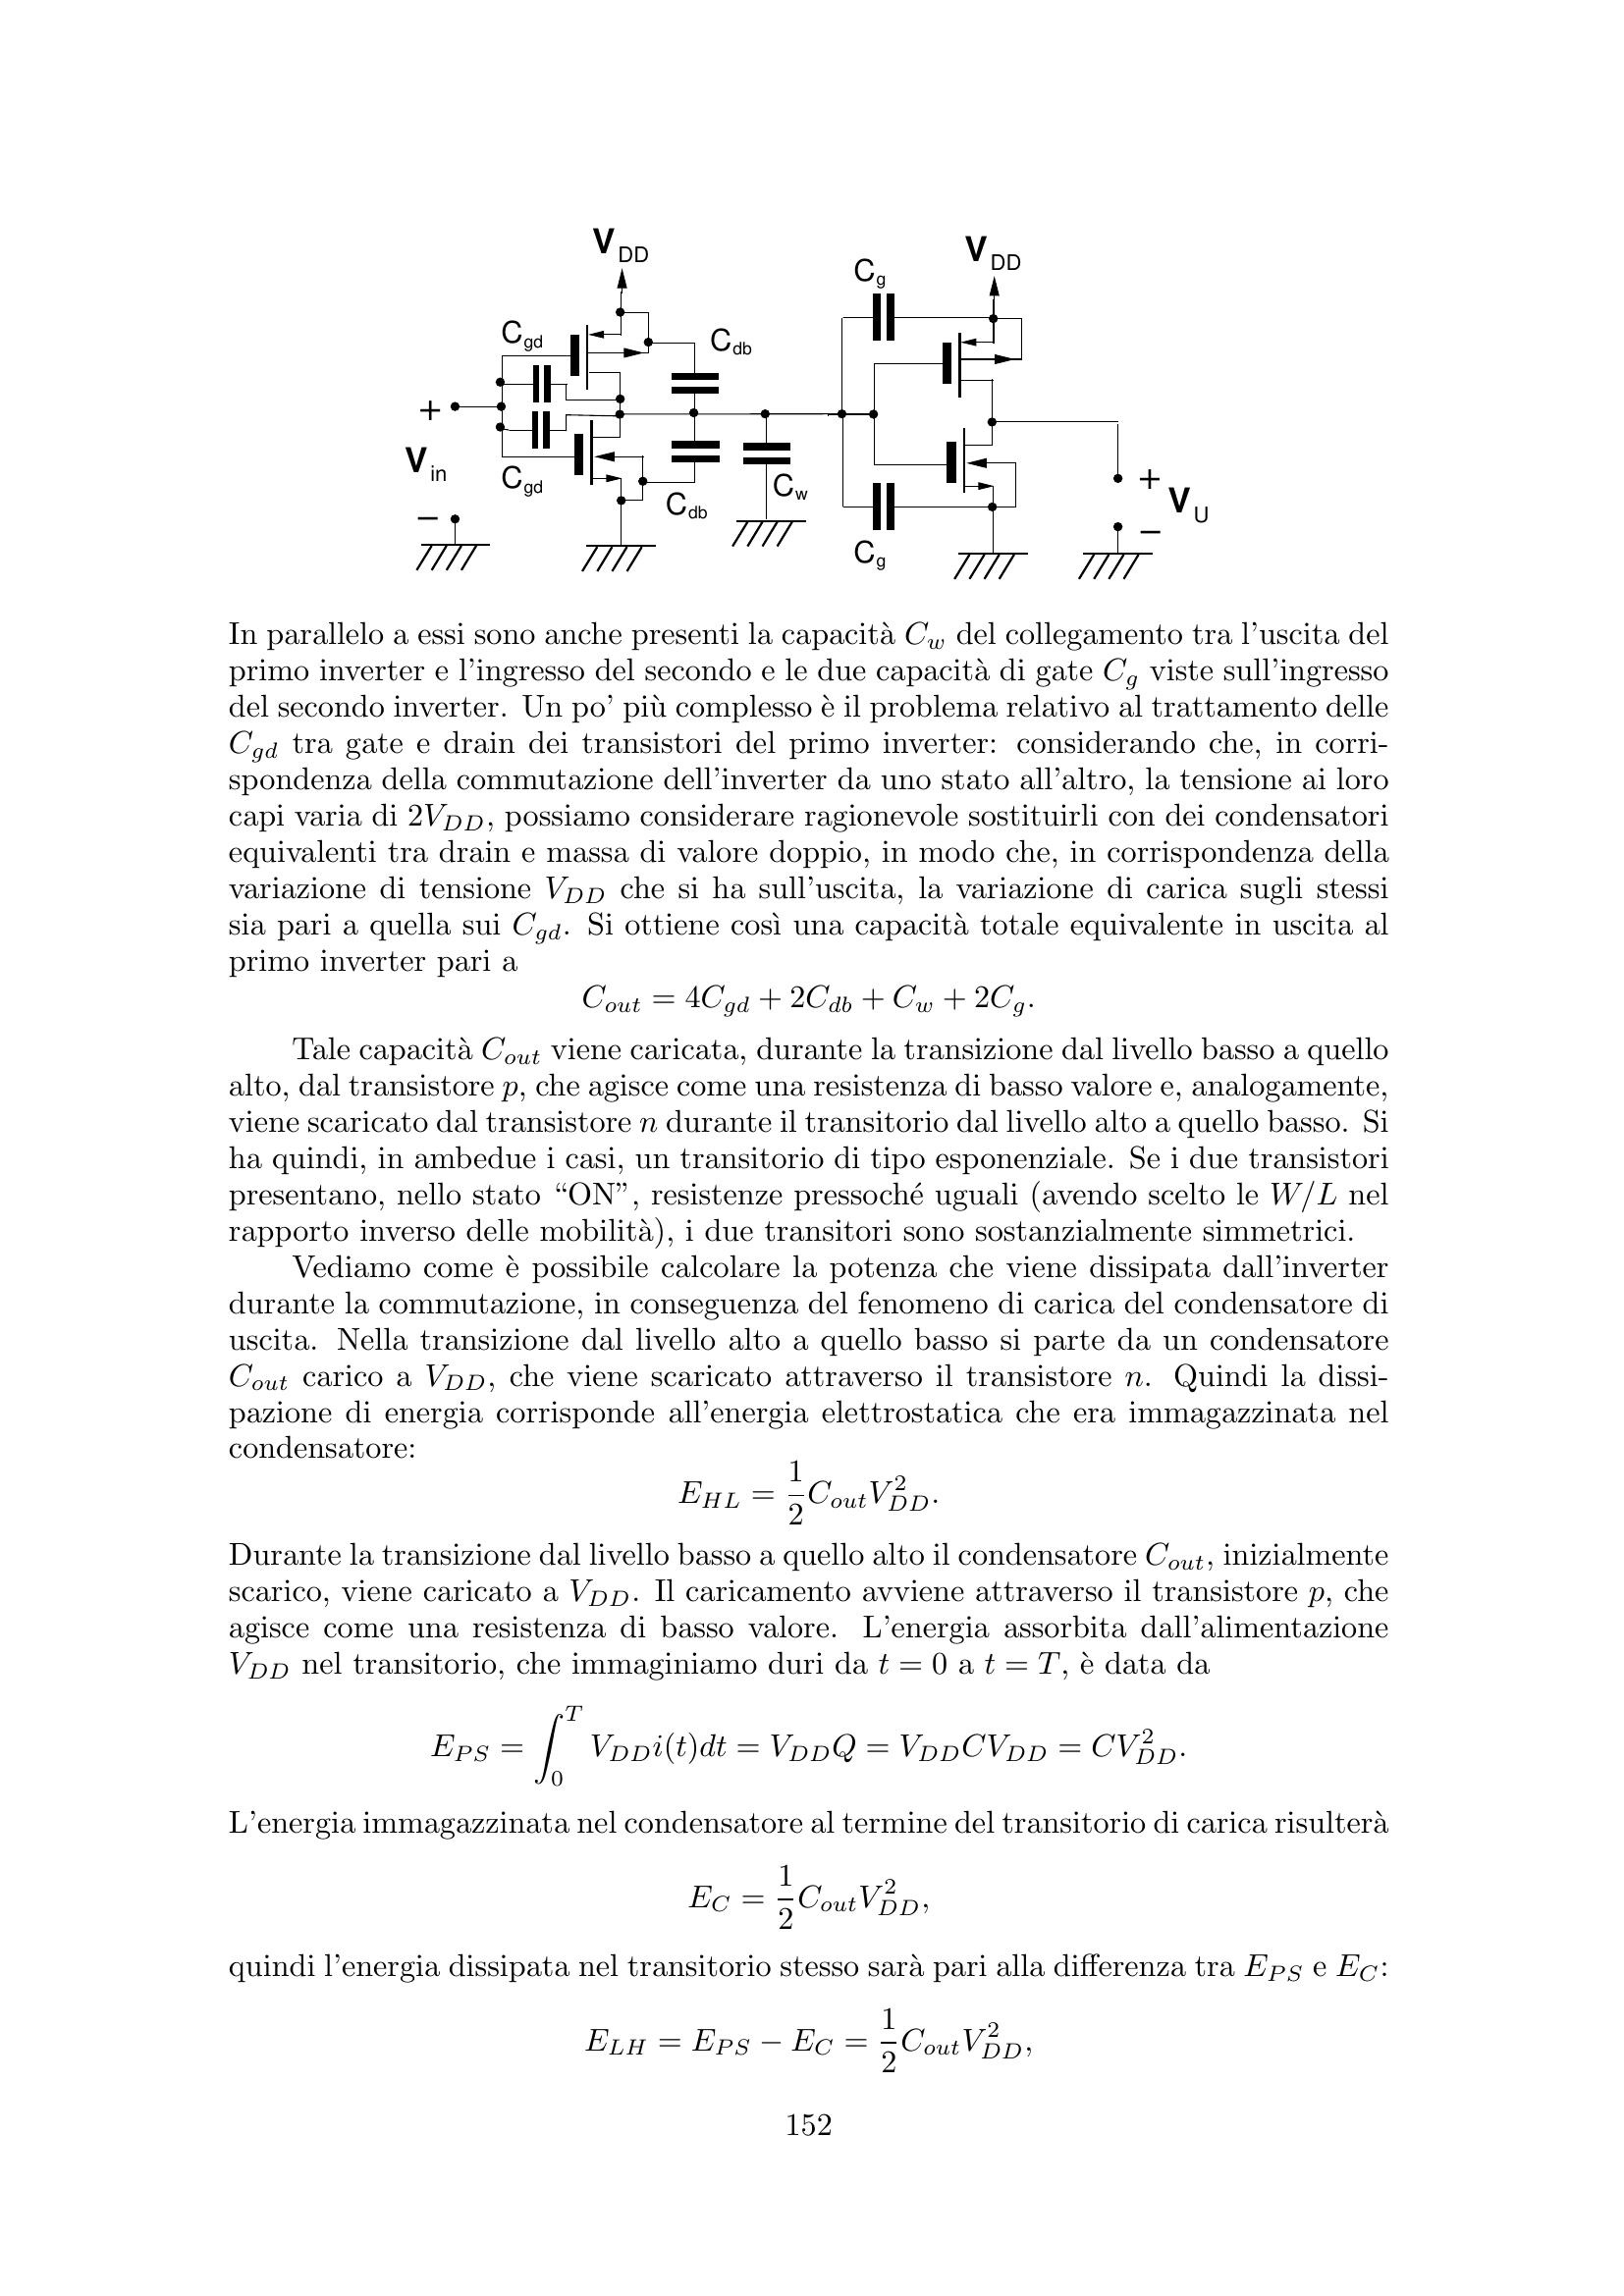 V DD
V DD
C g
C gd
C db
+
V in
C gd
−
C db
C w
C g
+
V U
−
In parallelo a essi sono anche presenti la capacità C_w del collegamento tra l'uscita del
primo inverter e l'ingresso del secondo e le due capacità di gate C_g viste sull'ingresso
del secondo inverter. Un po' più complesso è il problema relativo al trattamento delle
C_{gd} tra gate e drain dei transistori del primo inverter: considerando che, in corri-
spondenza della commutazione dell'inverter da uno stato all'altro, la tensione ai loro
capi varia di 2V_{DD}, possiamo considerare ragionevole sostituirli con dei condensatori
equivalenti tra drain e massa di valore doppio, in modo che, in corrispondenza della
variazione di tensione V_{DD} che si ha sull'uscita, la variazione di carica sugli stessi
sia pari a quella sui C_{gd}. Si ottiene così una capacità totale equivalente in uscita al
primo inverter pari a
C_{out} = 4C_{gd} + 2C_{db} + C_w + 2C_g.
Tale capacità C_{out} viene caricata, durante la transizione dal livello basso a quello
alto, dal transistore p, che agisce come una resistenza di basso valore e, analogamente,
viene scaricato dal transistore n durante il transitorio dal livello alto a quello basso. Si
ha quindi, in ambedue i casi, un transitorio di tipo esponenziale. Se i due transistori
presentano, nello stato “ON”, resistenze pressoché uguali (avendo scelto le W/L nel
rapporto inverso delle mobilità), i due transitori sono sostanzialmente simmetrici.
Vediamo come è possibile calcolare la potenza che viene dissipata dall'inverter
durante la commutazione, in conseguenza del fenomeno di carica del condensatore di
uscita. Nella transizione dal livello alto a quello basso si parte da un condensatore
C_{out} carico a V_{DD}, che viene scaricato attraverso il transistore n. Quindi la dissi-
pazione di energia corrisponde all'energia elettrostatica che era immagazzinata nel
condensatore:
E_{HL} = \frac{1}{2} C_{out} V_{DD}^2.
Durante la transizione dal livello basso a quello alto il condensatore C_{out}, inizialmente
scarico, viene caricato a V_{DD}. Il caricamento avviene attraverso il transistore p, che
agisce come una resistenza di basso valore. L'energia assorbita dall'alimentazione
V_{DD} nel transitorio, che immaginiamo duri da t = 0 a t = T, è data da
E_{PS} = \int_0^T V_{DD} i(t)dt = V_{DD} Q = V_{DD} C V_{DD} = C V_{DD}^2.
L'energia immagazzinata nel condensatore al termine del transitorio di carica risulterà
E_C = \frac{1}{2} C_{out} V_{DD}^2,
quindi l'energia dissipata nel transitorio stesso sarà pari alla differenza tra E_{PS} e E_C:
E_{LH} = E_{PS} − E_C = \frac{1}{2} C_{out} V_{DD}^2,
152